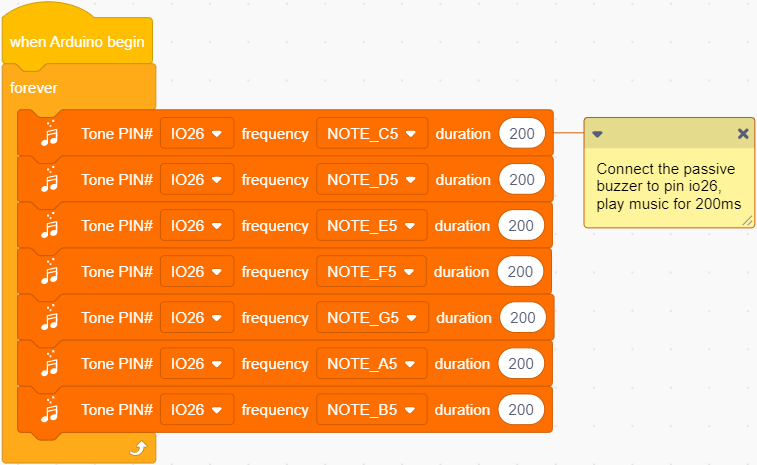 when Arduino begin
forever
Tone PIN# IO26 frequency NOTE_C5 duration 200
Connect the passive
buzzer to pin io26,
play music for 200ms
Tone PIN# IO26 frequency NOTE_D5 duration 200
Tone PIN# IO26 frequency NOTE_E5 duration 200
Tone PIN# IO26 frequency NOTE_F5 duration 200
Tone PIN# IO26 frequency NOTE_G5 duration 200
Tone PIN# IO26 frequency NOTE_A5 duration 200
Tone PIN# IO26 frequency NOTE_B5 duration 200